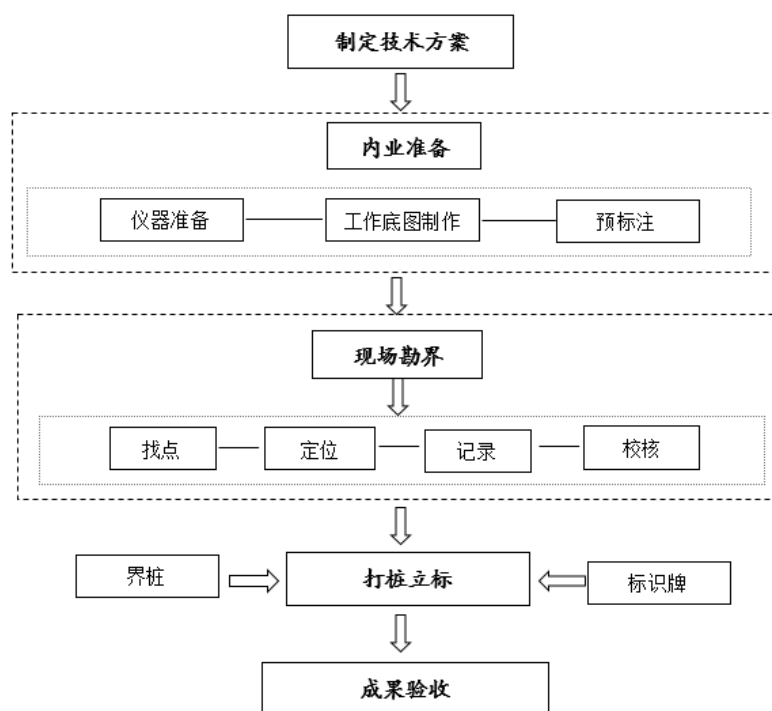 制定技术方案
内业准备
仪器准备
工作底图制作
预标注
现场勘界
找点
定位
记录
校核
界桩
打桩立标
标识牌
成果验收